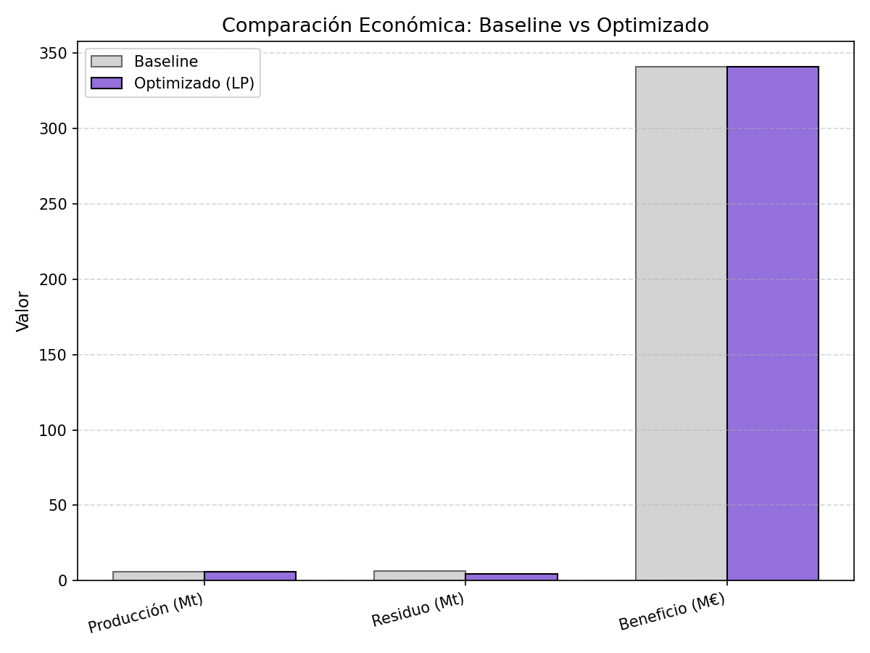 Comparación Económica: Baseline vs Optimizado
Baseline
Optimizado (LP)
Valor
350
300
250
200
150
100
50
0
Producción (Mt)
Residuo (Mt)
Beneficio (M€)